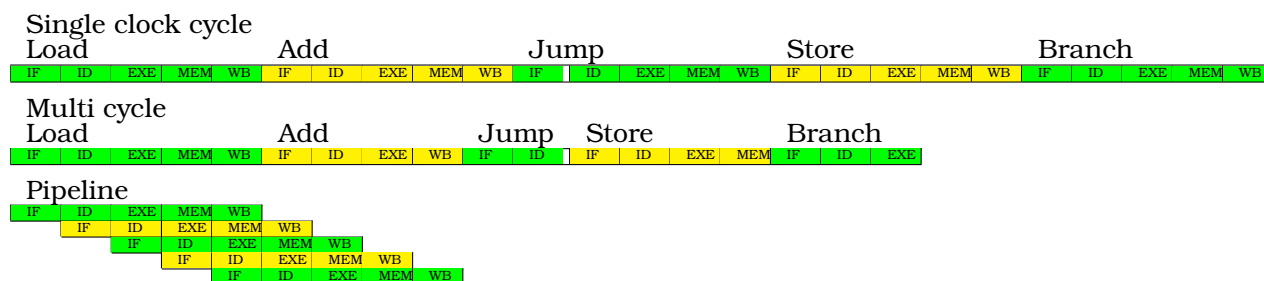 Single clock cycle
Load Add Jump Store Branch
IF ID EXE MEM WB IF ID EXE MEM WB IF ID EXE MEM WB IF ID EXE MEM WB IF ID EXE MEM WB
Multi cycle
Load Add Jump Store Branch
IF ID EXE MEM WB IF ID EXE WB IF ID IF ID EXE MEM IF ID EXE
Pipeline
IF ID EXE MEM WB
IF ID EXE MEM WB
IF ID EXE MEM WB
IF ID EXE MEM WB
IF ID EXE MEM WB